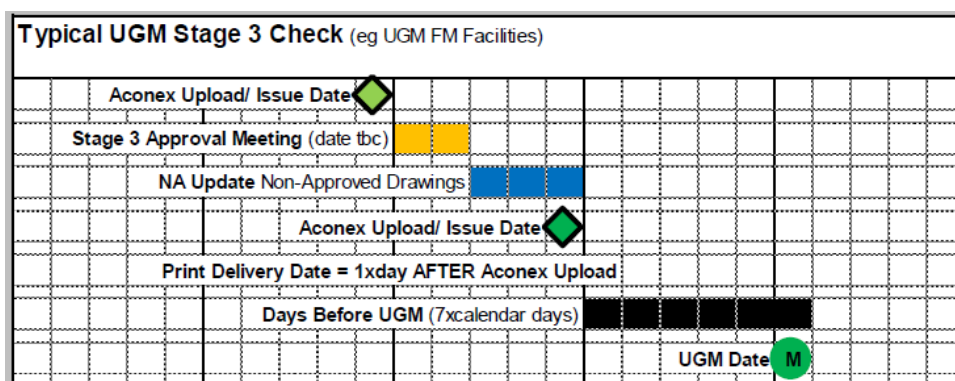 Typical UGM Stage 3 Check (eg UGM FM Facilities)
Aconex Upload/ Issue Date
Stage 3 Approval Meeting (date tbc)
NA Update Non-Approved Drawings
Aconex Upload/ Issue Date
Print Delivery Date = 1xday AFTER Aconex Upload
Days Before UGM (7xcalendar days)
UGM Date M